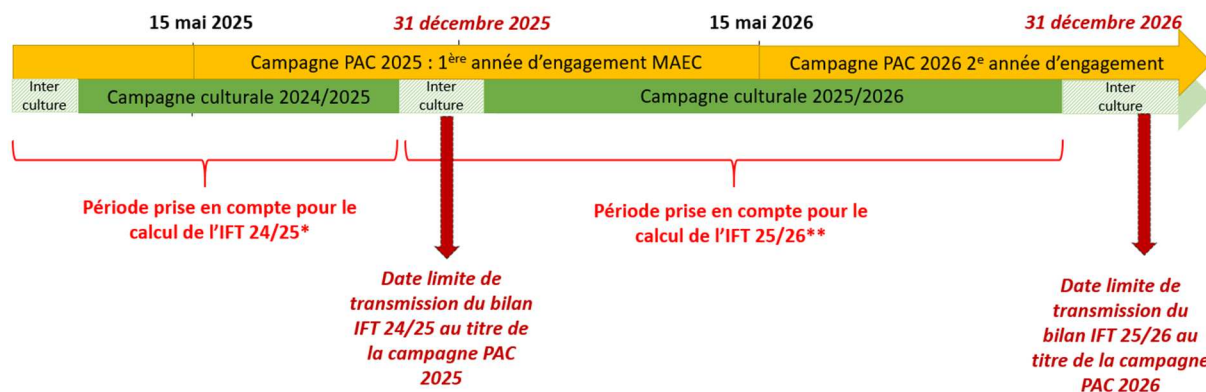 15 mai 2025
31 décembre 2025
15 mai 2026
31 décembre 2026
Campagne PAC 2025 : 1ère année d'engagement MAEC
Campagne PAC 2026 2e année d'engagement
Inter
culture
Campagne culturale 2024/2025
Inter
culture
Campagne culturale 2025/2026
Inter
culture
Période prise en compte pour le
calcul de l'IFT 24/25*
Période prise en compte pour le
calcul de l'IFT 25/26**
Date limite de
transmission du bilan
IFT 24/25 au titre de
la campagne PAC
2025
Date limite de
transmission du
bilan IFT 25/26 au
titre de la campagne
PAC 2026